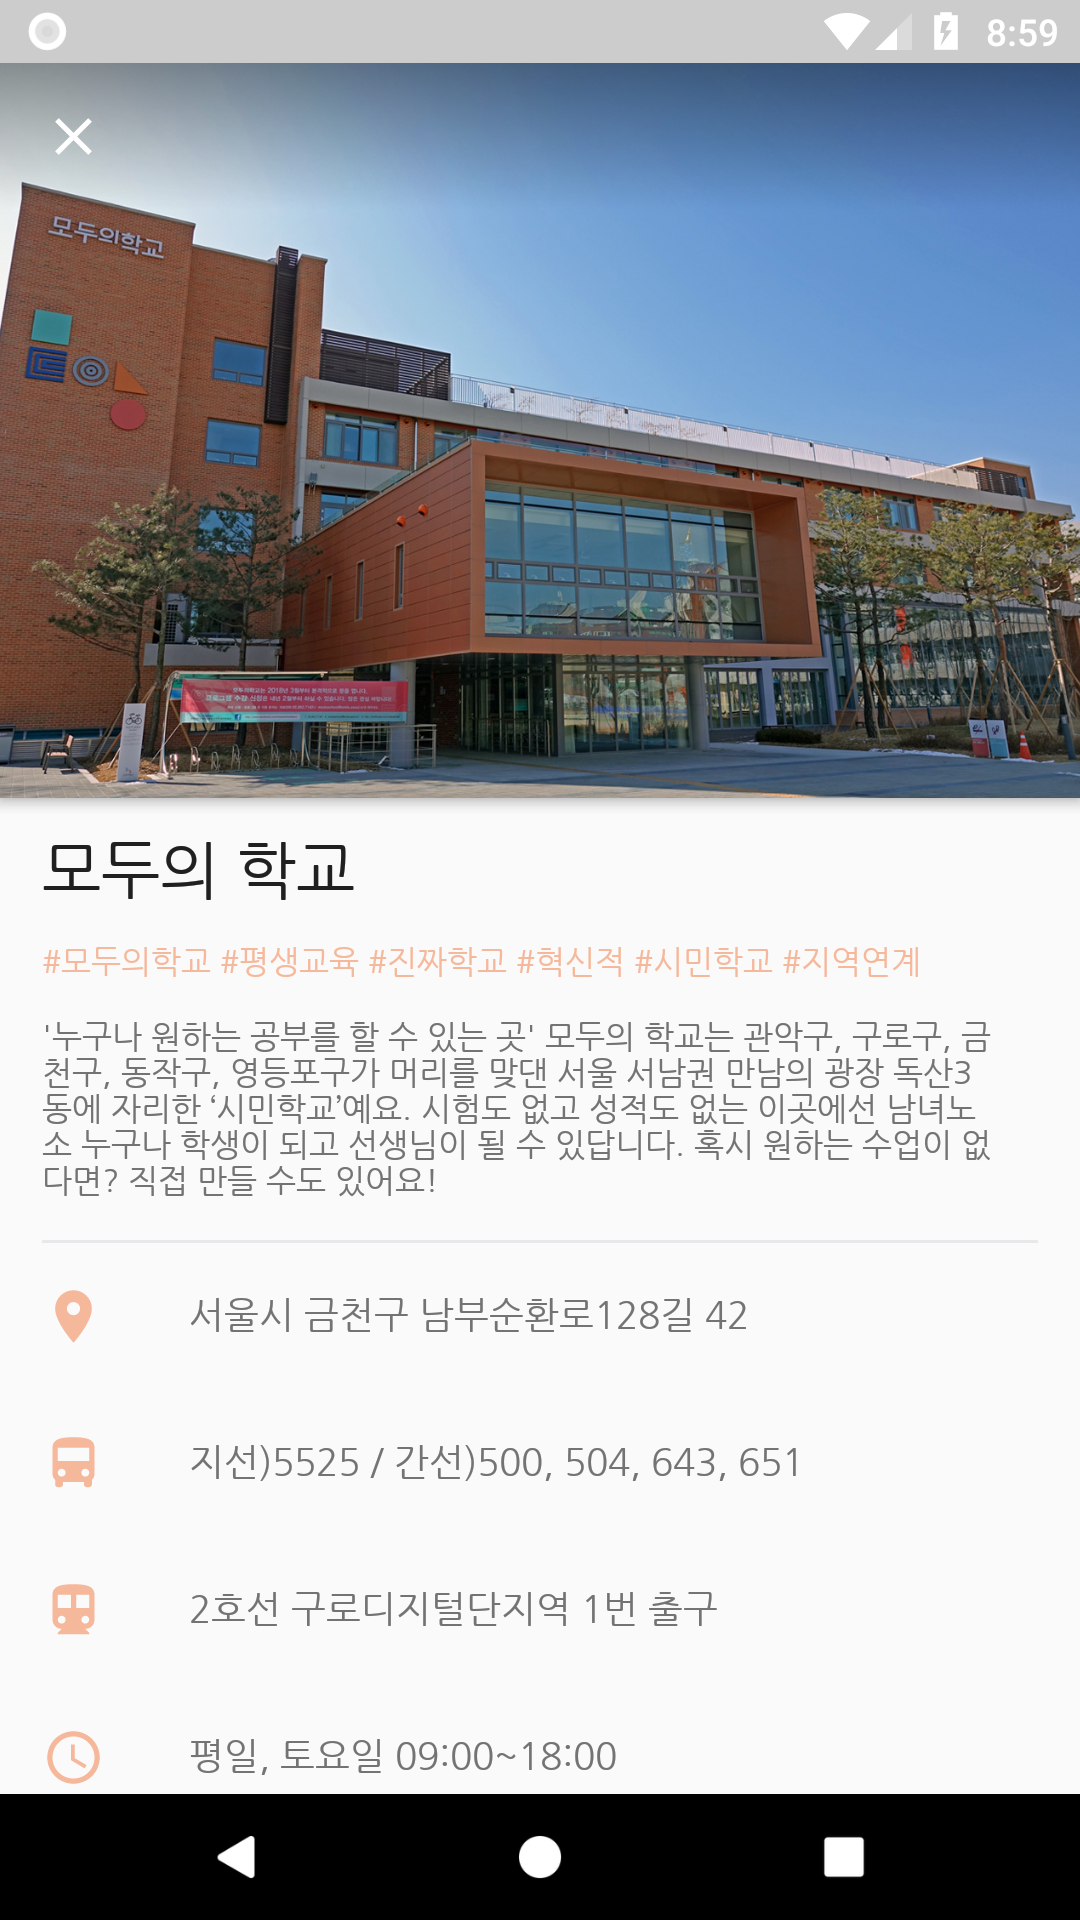 8:59
모두의학교
모두의 학교
#모두의학교 #평생교육 #진짜학교 #혁신적 #시민학교 #지역연계
'누구나 원하는 공부를 할 수 있는 곳' 모두의 학교는 관악구, 구로구, 금
천구, 동작구, 영등포구가 머리를 맞댄 서울 서남권 만남의 광장 독산3
동에 자리한 ‘시민학교’예요. 시험도 없고 성적도 없는 이곳에선 남녀노
소 누구나 학생이 되고 선생님이 될 수 있답니다. 혹시 원하는 수업이 없
다면? 직접 만들 수도 있어요!
서울시 금천구 남부순환로128길 42
지선)5525 / 간선)500, 504, 643, 651
2호선 구로디지털단지역 1번 출구
평일, 토요일 09:00~18:00